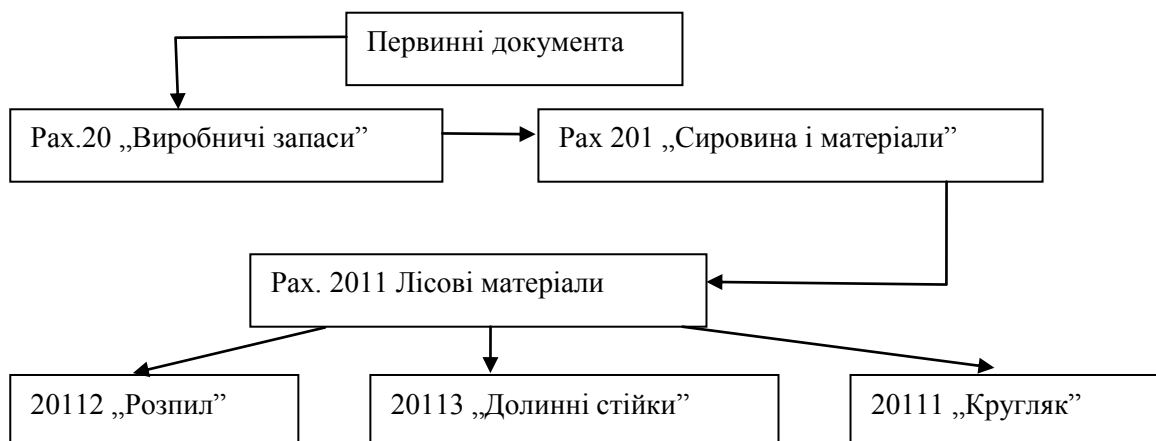 Первинні документа
Рах.20 „Виробничі запаси”
Рах 201 „Сировина і матеріали”
Рах. 2011 Лісові матеріали
20112 „Розпил”
20113 „Долинні стійки”
20111 „Кругляк”